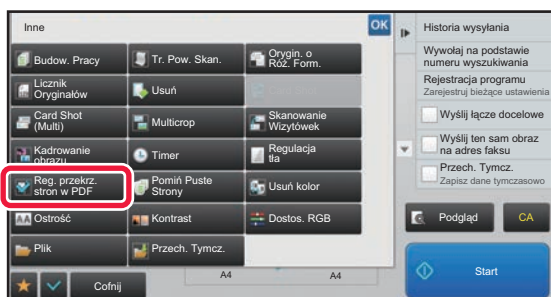 Inne
OK
Budow. Pracy
Tr. Pow. Skan.
Orygin. o
Róż. Form.
Licznik
Oryginałów
Usuń
Card Shot
(Multi)
Multicrop
Skanowanie
Wizytówek
Kadrowanie
obrazu
Timer
Regulacja
tła
Reg. przekrz.
stron w PDF
Pomiń Puste
Strony
Usuń kolor
Ostrość
Kontrast
Dostos. RGB
Plik
Przech. Tymcz.
Cofnij
A4
A4
Historia wysyłania
Wywołaj na podstawie
numeru wyszukiwania
Rejestracja programu
Zarejestruj bieżące ustawienia
Wyślij łącze docelowe
Wyślij ten sam obraz
na adres faksu
Przech. Tymcz.
Zapisz dane tymczasowo
Podgląd
CA
Start